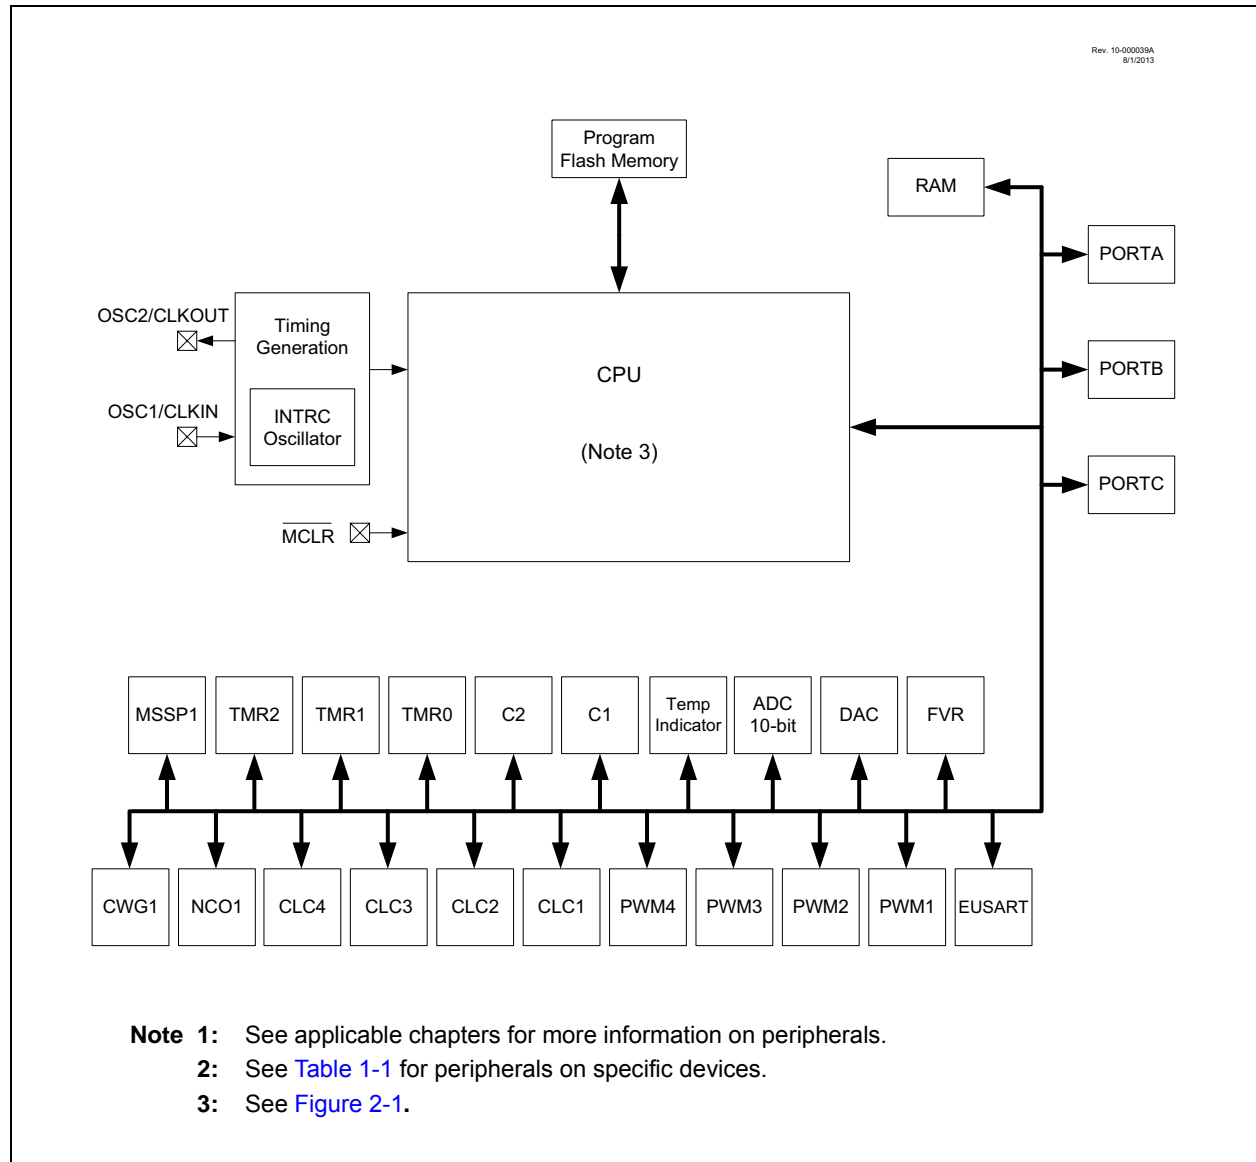 Rev. 10-000039A
8/1/2013
Program
Flash Memory
RAM
PORTA
OSC2/CLKOUT
Timing
Generation
CPU
PORTB
OSC1/CLKIN
INTRC
Oscillator
(Note 3)
PORTC
MCLR
MSSP1
TMR2
TMR1
TMR0
C2
C1
Temp
Indicator
ADC
10-bit
DAC
FVR
CWG1
NCO1
CLC4
CLC3
CLC2
CLC1
PWM4
PWM3
PWM2
PWM1
EUSART
Note 1: See applicable chapters for more information on peripherals.
2: See Table 1-1 for peripherals on specific devices.
3: See Figure 2-1.